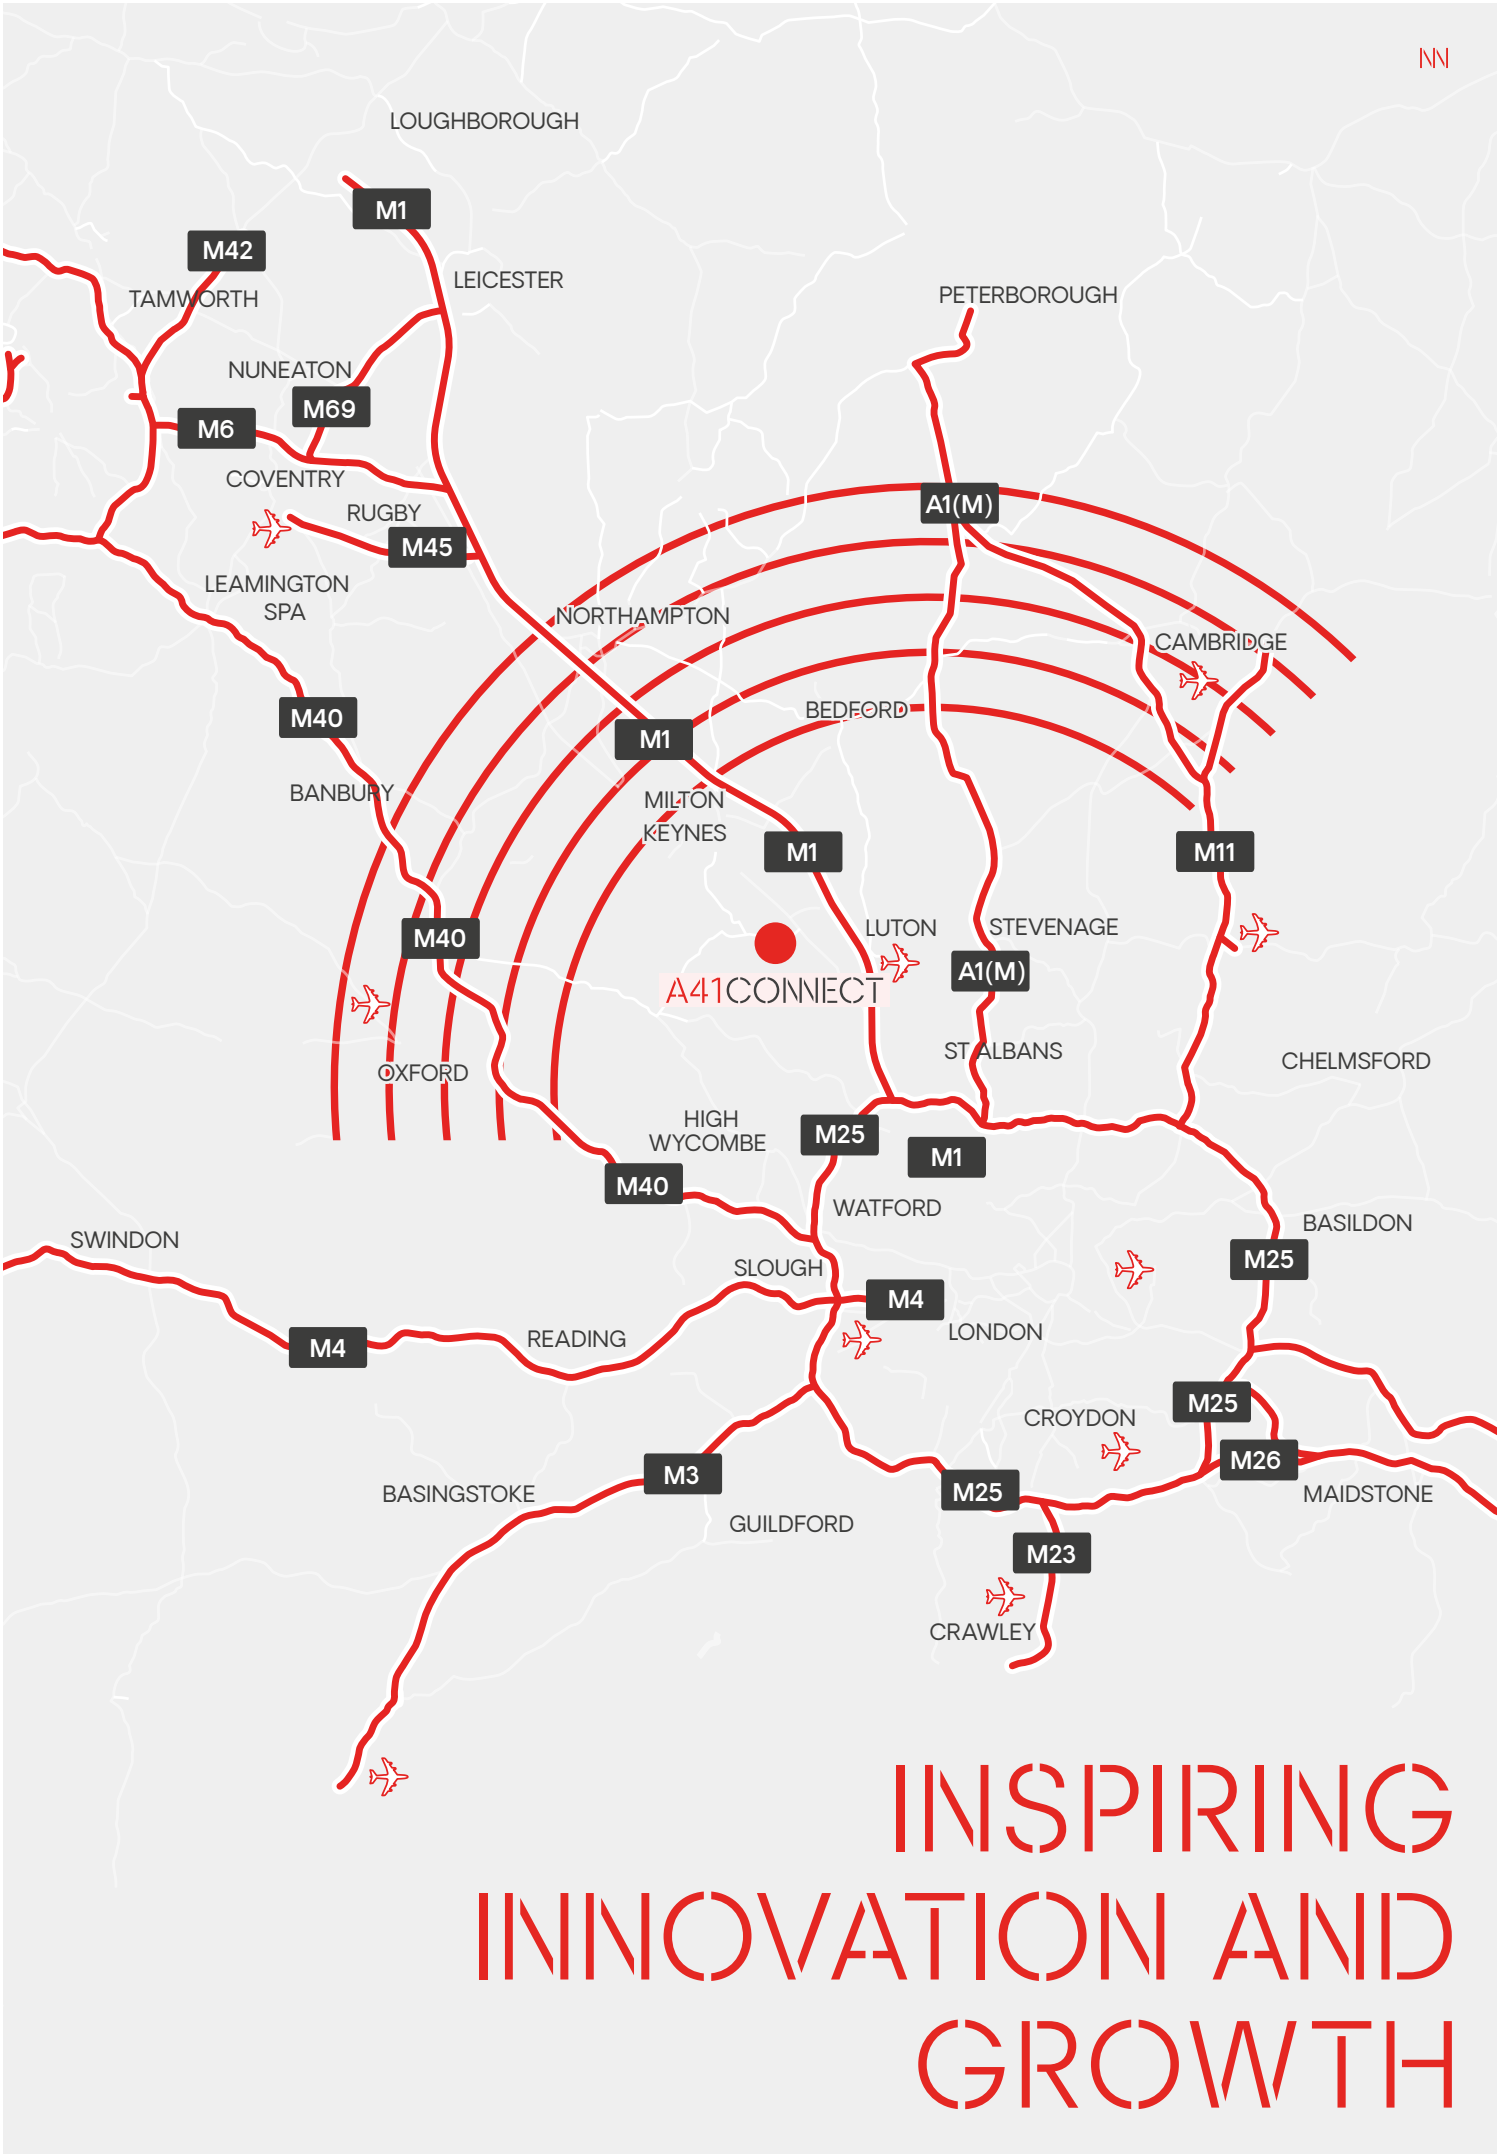 NN
LOUGHBOROUGH
M1
M42
LEICESTER
TAMWORTH
PETERBOROUGH
NUNEATON
M69
M6
COVENTRY
A1(M)
RUGBY
M45
LEAMINGTON
SPA
NORTHAMPTON
CAMBRIDGE
BEDFORD
M40
M1
BANBURY
MILTON
KEYNES
M1
M11
LUTON
STEVENAGE
M40
A1(M)
A41CONNECT
ST ALBANS
CHELMSFORD
OXFORD
HIGH
WYCOMBE
M25
M1
M40
WATFORD
BASILDON
SWINDON
M25
SLOUGH
M4
LONDON
READING
M4
M25
CROYDON
M26
M3
BASINGSTOKE
M25
MAIDSTONE
GUILDFORD
M23
CRAWLEY
INSPIRING
INNOVATION AND
GROWTH